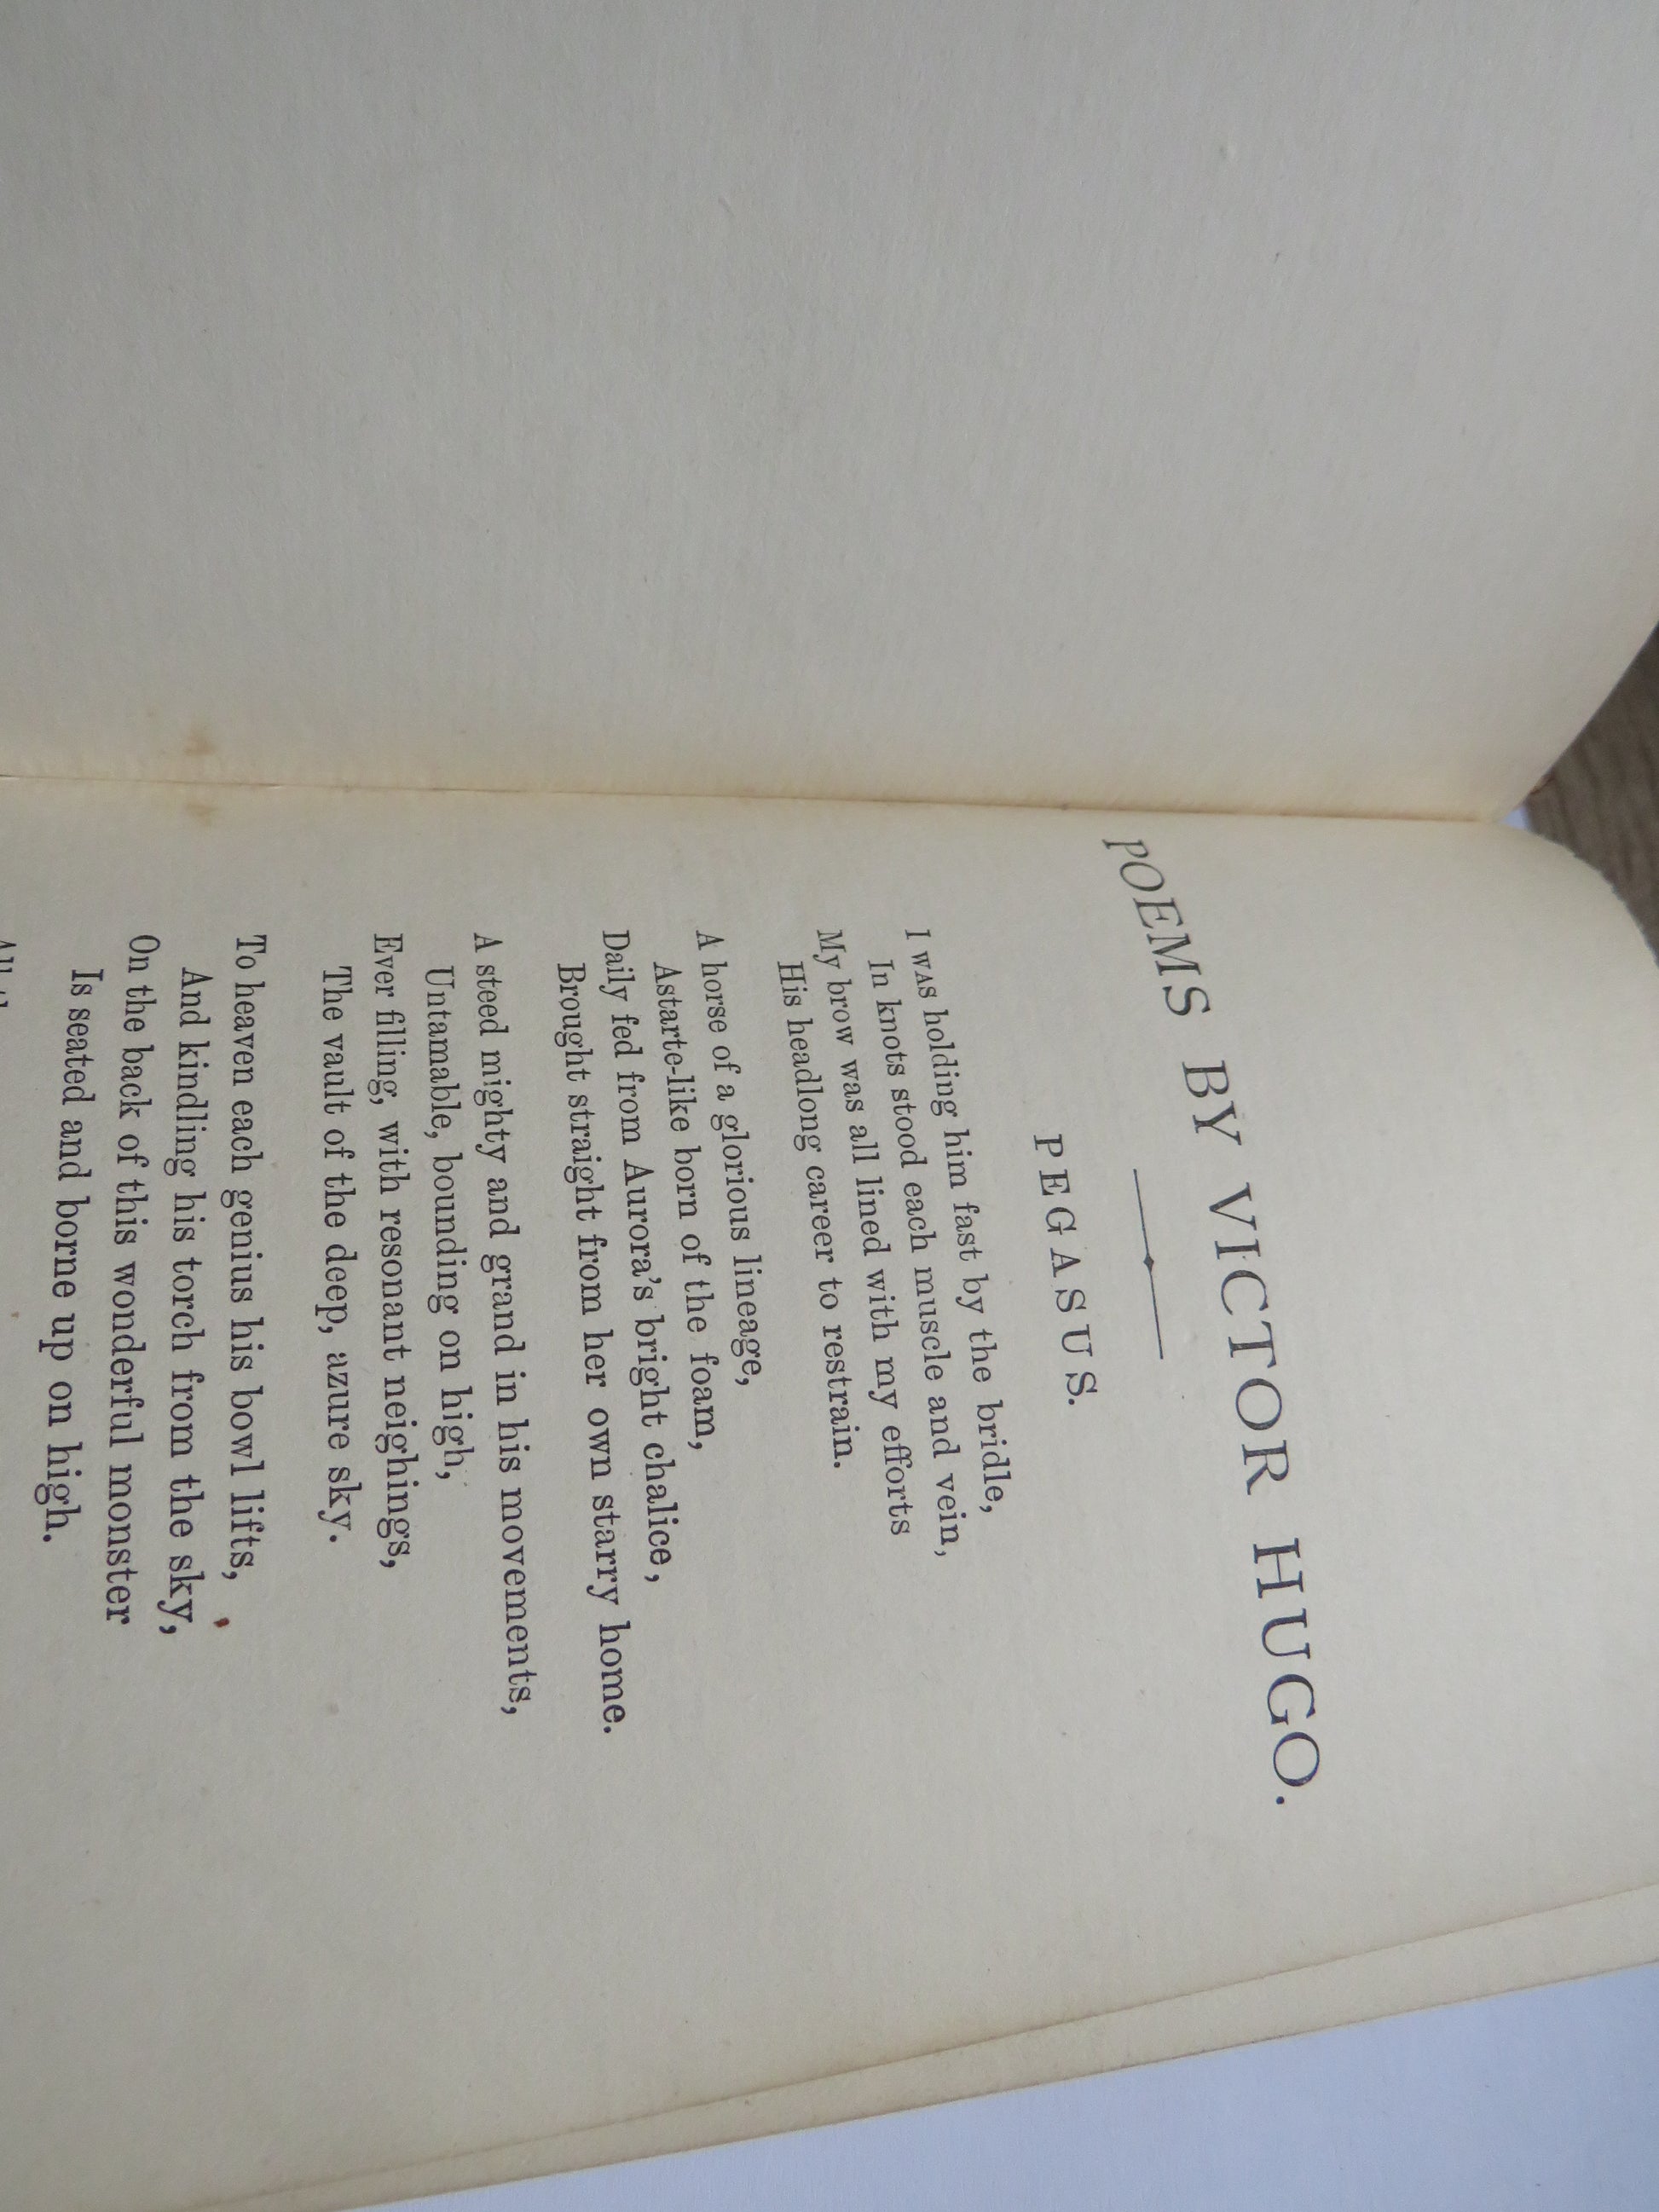 POEMS BY VICTOR HUGO.
PEGASUS.
I WAS holding him fast by the bridle,
In knots stood each muscle and vein,
My brow was all lined with my efforts
His headlong career to restrain.
A horse of a glorious lineage,
Astarte-like born of the foam,
Daily fed from Aurora's bright chalice,
Brought straight from her own starry home.
A steed mighty and grand in his movements,
Untamable, bounding on high,
Ever filling, with resonant neighings,
The vault of the deep, azure sky.
To heaven each genius his bowl lifts,
And kindling his torch from the sky,
On the back of this wonderful monster
Is seated and borne up on high.